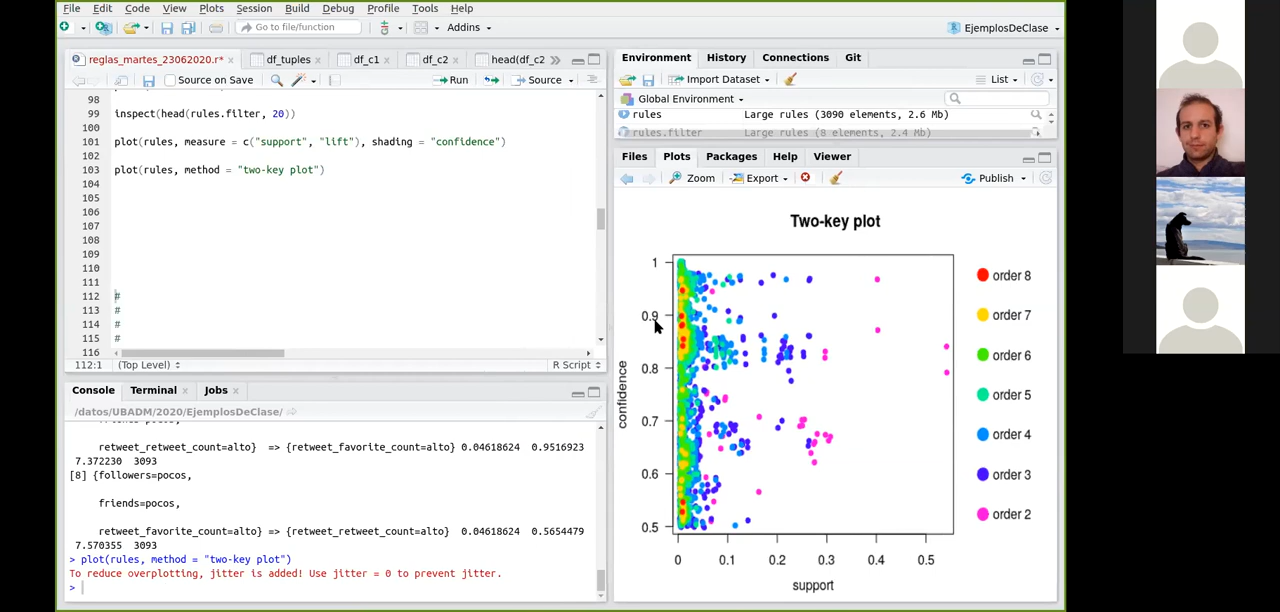 File Edit Code View Plots Session Build Debug Profile Tools Help
Go to file/function Addins EjemplosDeClase
reglas_martes_23062020.r* df_tuples df_c1 df_c2 head(df_c2
Source on Save Run Source
98
99 inspect(head(rules.filter, 20))
100
101 plot(rules, measure = c("support", "lift"), shading = "confidence")
102
103 plot(rules, method = "two-key plot")
104
105
106
107
108
109
110
111
112 #
113 #
114 #
115 #
116
112:1 (Top Level) R Script
Console Terminal Jobs
/datos/UBADM/2020/EjemplosDeClase/
retweet_retweet_count=alto} => {retweet_favorite_count=alto} 0.04618624 0.9516923
7.372230 3093
[8] {followers=pocos,
friends=pocos,
retweet_favorite_count=alto} => {retweet_retweet_count=alto} 0.04618624 0.5654479
7.570355 3093
> plot(rules, method = "two-key plot")
To reduce overplotting, jitter is added! Use jitter = 0 to prevent jitter.
>
Environment History Connections Git
Import Dataset List
Global Environment
rules Large rules (3090 elements, 2.6 Mb)
rules.filter Large rules (8 elements, 2.4 Mb)
Files Plots Packages Help Viewer
Zoom Export Publish
Two-key plot
1
0.9
0.8
0.7
0.6
0.5
confidence
0 0.1 0.2 0.3 0.4 0.5
support
order 8
order 7
order 6
order 5
order 4
order 3
order 2